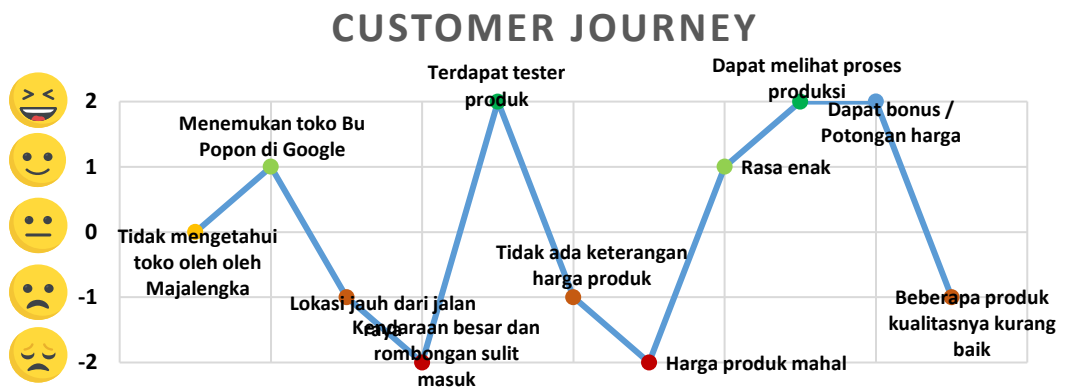 CUSTOMER JOURNEY
2
1
0
-1
-2
Tidak mengetahui
toko oleh oleh
Majalengka
Menemukan toko Bu
Popon di Google
Lokasi jauh dari jalan
raya
Kendaraan besar dan
rombongan sulit
masuk
Terdapat tester
produk
Tidak ada keterangan
harga produk
Harga produk mahal
Rasa enak
Dapat melihat proses
produksi
Dapat bonus /
Potongan harga
Beberapa produk
kualitasnya kurang
baik